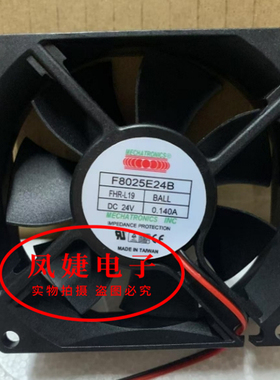 MECHATRONICS
F8025E24B
FHR-L19 BALL
DC 24V 0.140A
MECHATRONICS INC
IMPEDANCE PROTECTION
MADE IN TAIWAN
凤婕电子
实物拍摄 盗图必究